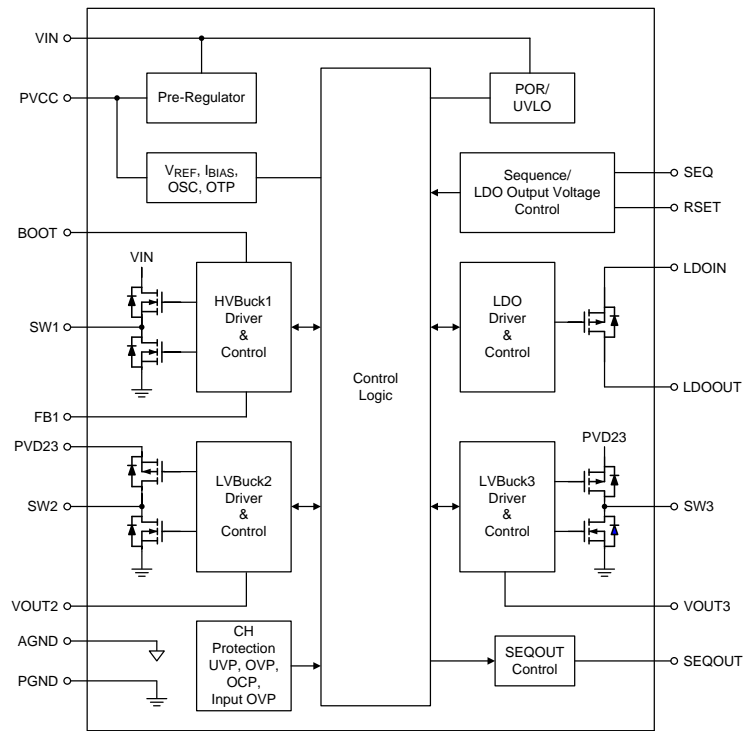 VIN
PVCC
Pre-Regulator
POR/
UVLO
VREF, IBIAS,
OSC, OTP
Sequence/
LDO Output Voltage
Control
SEQ
RSET
BOOT
VIN
SW1
HVBuck1
Driver
&
Control
FB1
Control
Logic
LDO
Driver
&
Control
LDOIN
LDOOUT
PVD23
SW2
LVBuck2
Driver
&
Control
VOUT2
LVBuck3
Driver
&
Control
PVD23
SW3
VOUT3
AGND
PGND
CH
Protection
UVP, OVP,
OCP,
Input OVP
SEQOUT
Control
SEQOUT